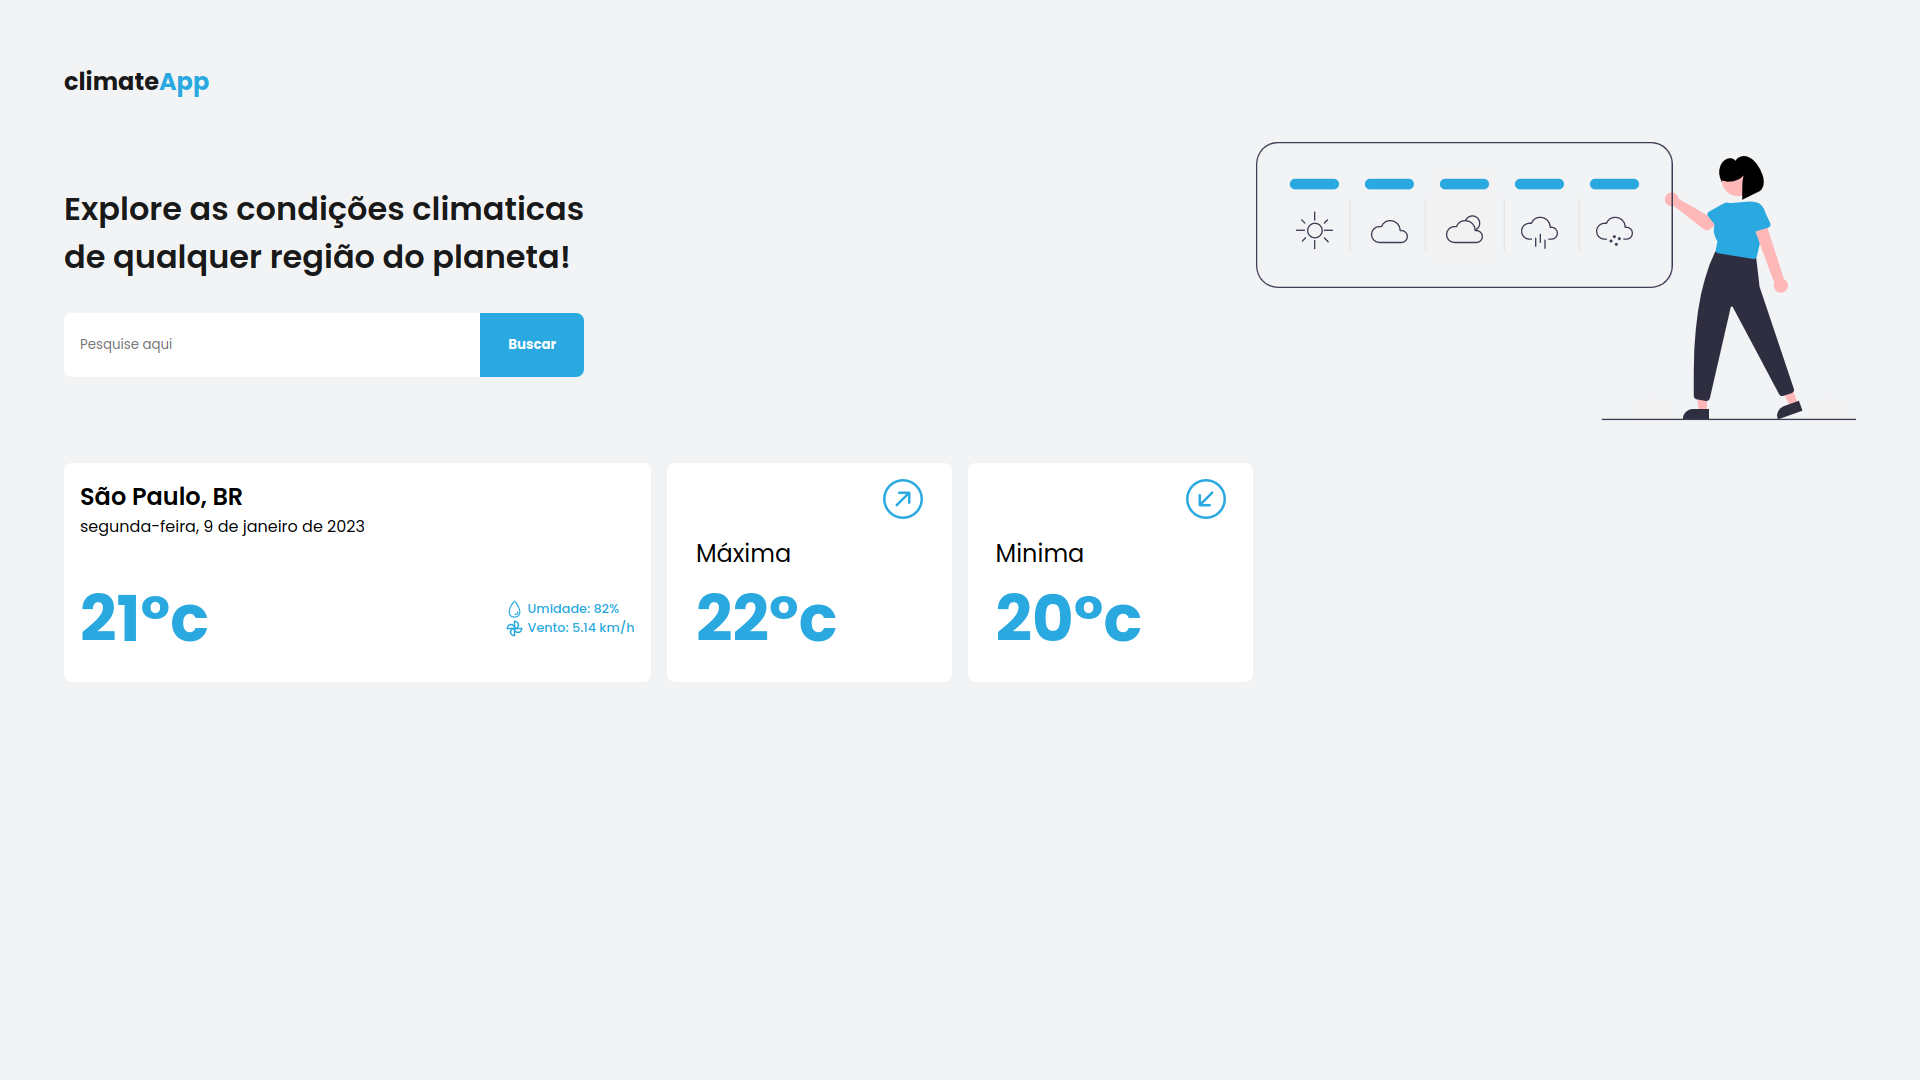 climateApp
Explore as condições climaticas
de qualquer região do planeta!
Pesquise aqui
Buscar
São Paulo, BR
segunda-feira, 9 de janeiro de 2023
21°c
Umidade: 82%
Vento: 5.14 km/h
Máxima
22°c
Minima
20°c